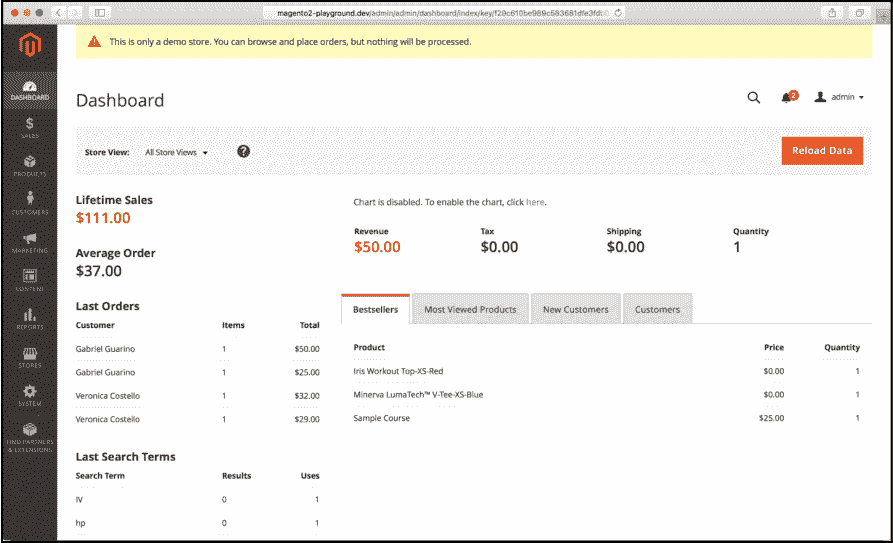 magento2-playground.dev/admin/admin/dashboard/index/key/
This is only a demo store. You can browse and place orders, but nothing will be processed.
DASHBOARD
SALES
PRODUCTS
CUSTOMERS
MARKETING
CONTENT
REPORTS
STORES
SYSTEM
FIND PARTNERS
& EXTENSIONS
Dashboard
2
admin
Store View: All Store Views ?
Reload Data
Lifetime Sales
$111.00
Average Order
$37.00
Chart is disabled. To enable the chart, click here.
Revenue Tax Shipping Quantity
$50.00 $0.00 $0.00 1
Last Orders
Customer Items Total
Gabriel Guarino 1 $50.00
Gabriel Guarino 1 $25.00
Veronica Costello 1 $32.00
Veronica Costello 1 $29.00
Last Search Terms
Search Term Results Uses
IV 0 1
hp 0 1
Bestsellers Most Viewed Products New Customers Customers
Product Price Quantity
Iris Workout Top-XS-Red $0.00 1
Minerva LumaTech™ V-Tee-XS-Blue $0.00 1
Sample Course $25.00 1